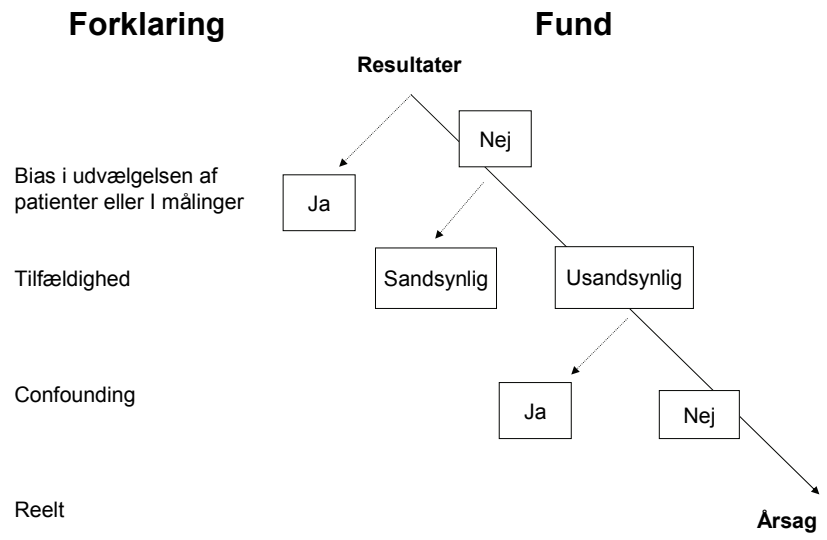 Forklaring
Fund
Resultater
Nej
Bias i udvælgelsen af
patienter eller I målinger
Ja
Tilfældighed
Sandsynlig
Usandsynlig
Confounding
Ja
Nej
Reelt
Årsag